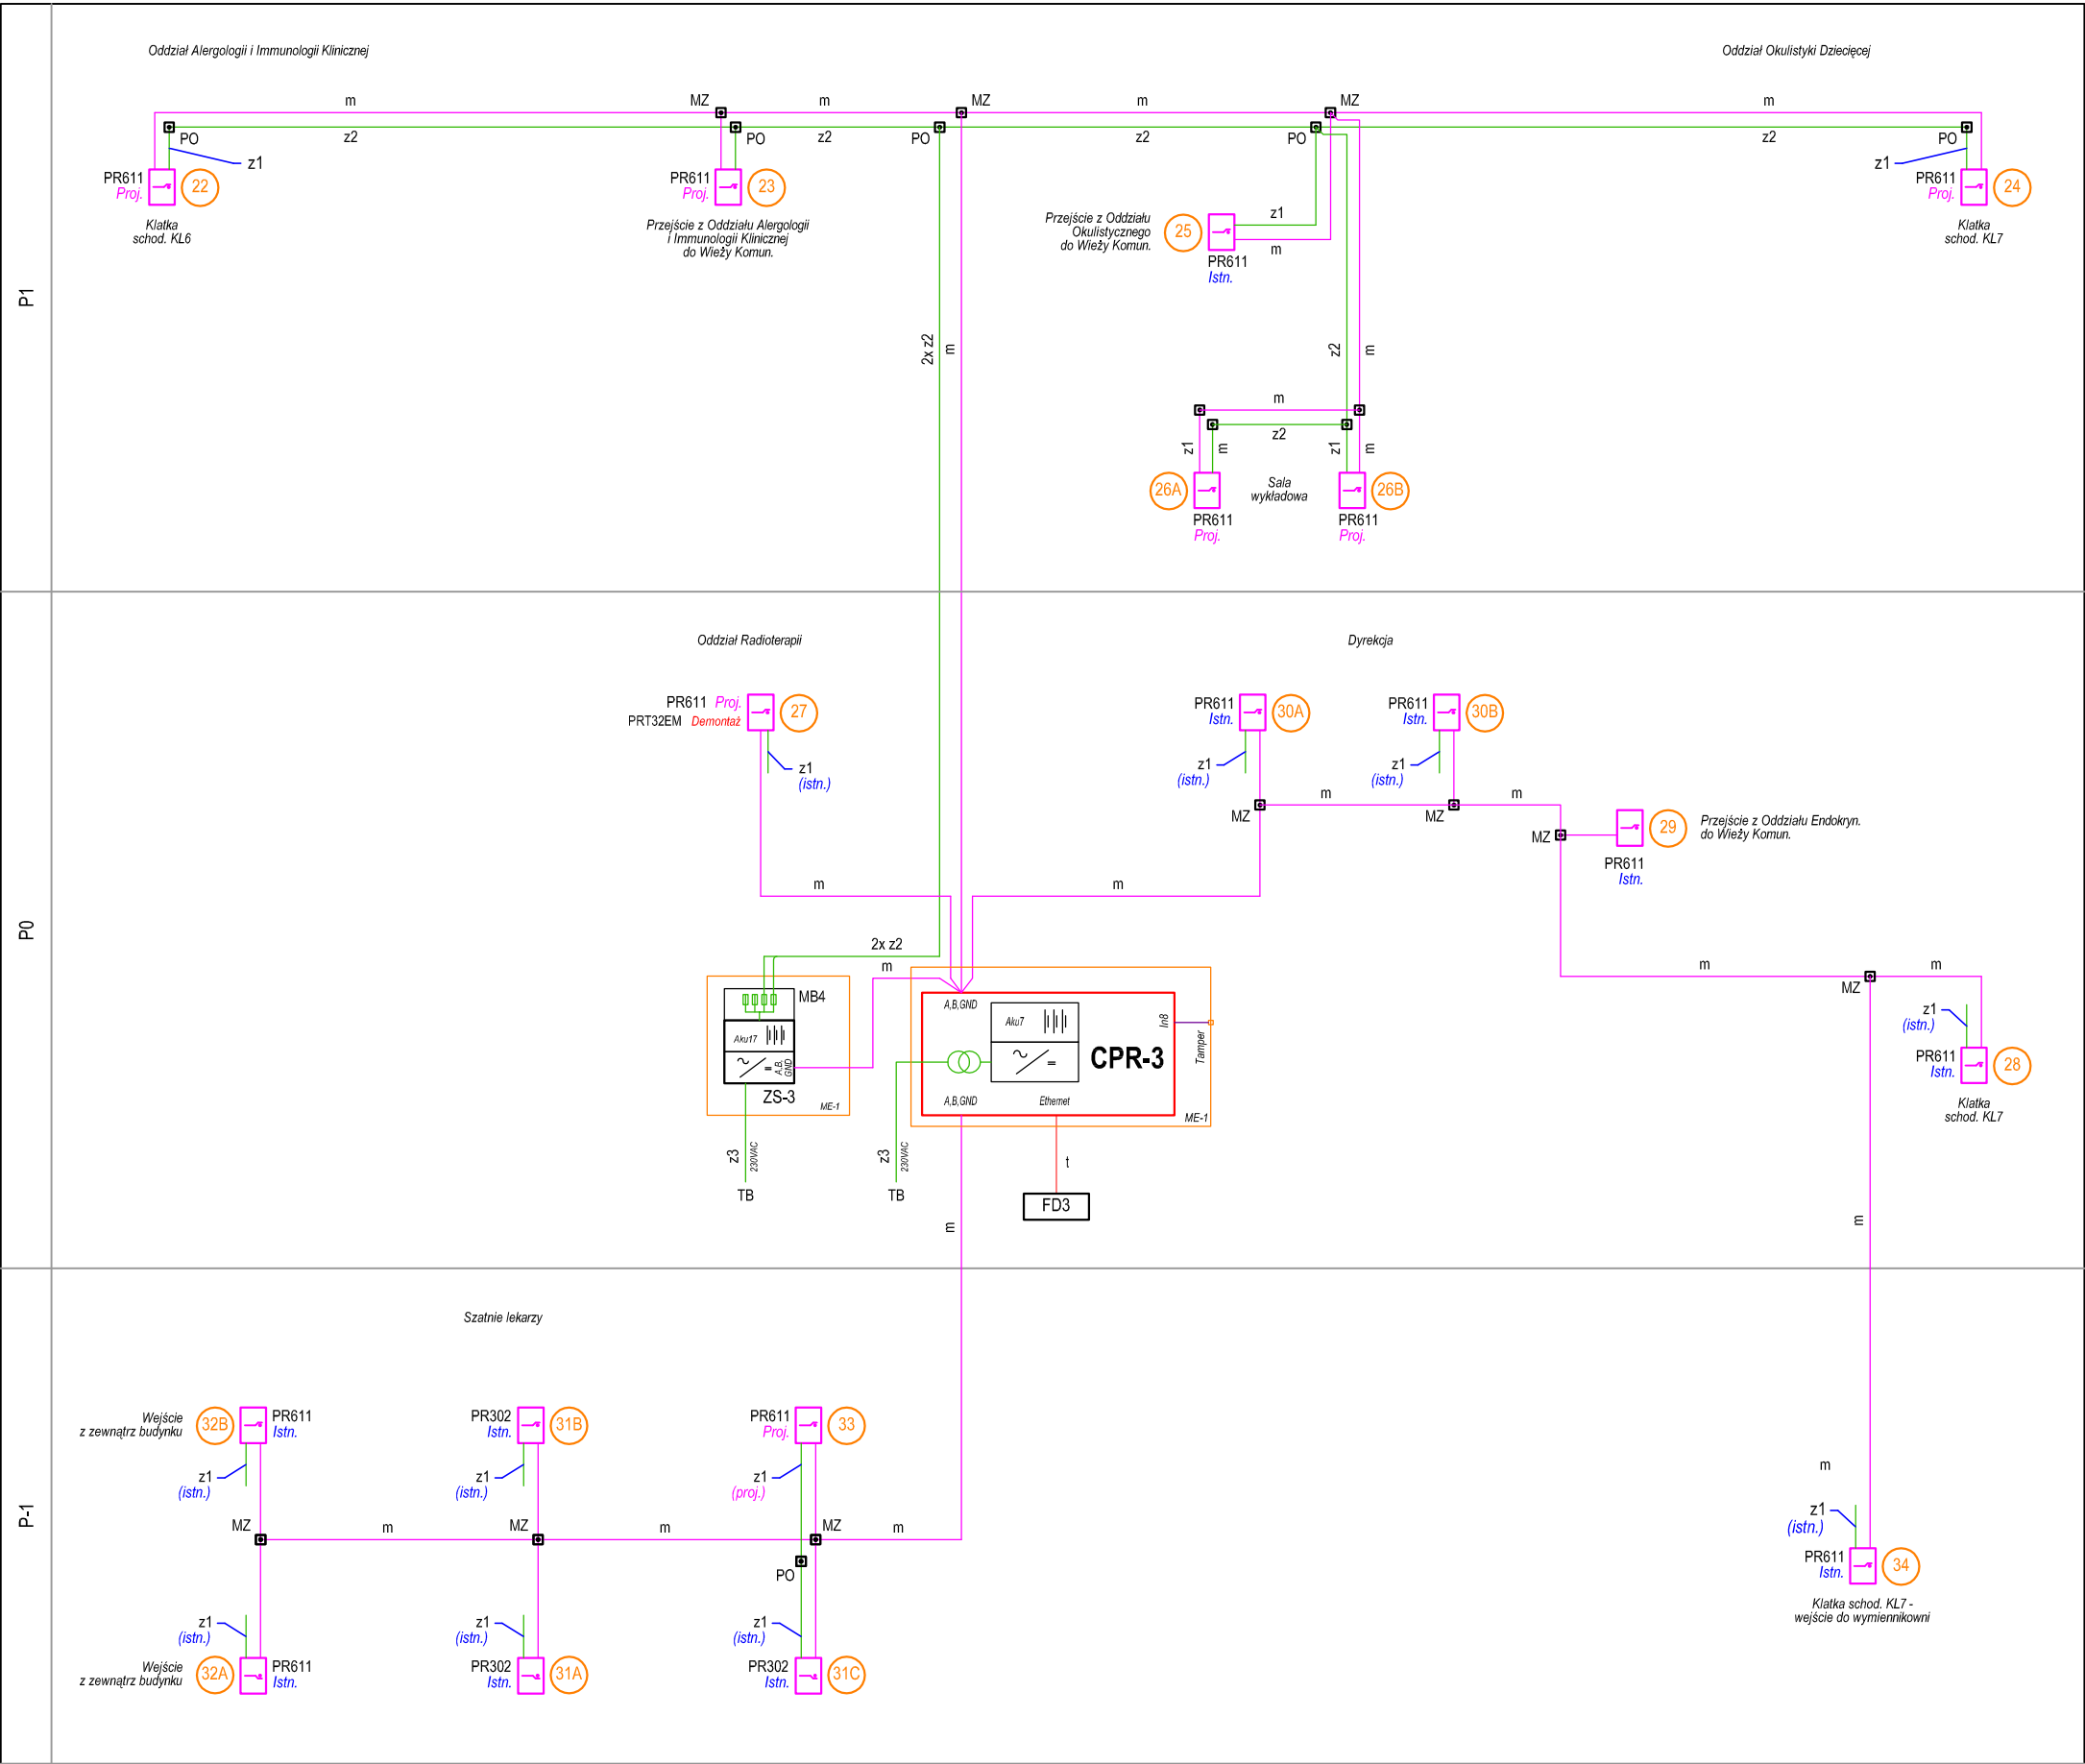 Oddział Alergologii i Immunologii Klinicznej
Oddział Okulistyki Dziecięcej
m
MZ
m
MZ
m
MZ
m
PO
z2
PO
z2
PO
z2
PO
z2
PO
z1
z1
PR611
Proj.
22
Klatka
schod. KL6
PR611
Proj.
23
Przejście z Oddziału Alergologii
i Immunologii Klinicznej
do Wieży Komun.
Przejście z Oddziału
Okulistycznego
do Wieży Komun.
25
z1
m
PR611
Istn.
PR611
Proj.
24
Klatka
schod. KL7
P1
2x z2
m
z2
m
m
z2
z1
m
z1
m
26A
PR611
Proj.
Sala
wykładowa
26B
PR611
Proj.
Oddział Radioterapii
Dyrekcja
PR611 Proj.
PRT32EM Demontaż
27
z1
(istn.)
PR611
Istn.
30A
z1
(istn.)
PR611
Istn.
30B
z1
(istn.)
MZ
m
MZ
m
MZ
29
Przejście z Oddziału Endokryn.
do Wieży Komun.
PR611
Istn.
m
m
P0
2x z2
m
MB4
Aku17
=
A,B,
GND
ZS-3
ME-1
A,B,GND
Aku7
=
CPR-3
In8
Tamper
A,B,GND
Ethernet
ME-1
z3
230VAC
TB
z3
230VAC
TB
t
FD3
m
m
MZ
m
z1
(istn.)
PR611
Istn.
28
Klatka
schod. KL7
m
Szatnie lekarzy
Wejście
z zewnątrz budynku
32B
PR611
Istn.
z1
(istn.)
PR302
Istn.
31B
z1
(istn.)
PR611
Proj.
33
z1
(proj.)
P-1
MZ
m
MZ
m
MZ
m
PO
z1
(istn.)
Wejście
z zewnątrz budynku
32A
PR611
Istn.
z1
(istn.)
PR302
Istn.
31A
z1
(istn.)
PR302
Istn.
31C
m
z1
(istn.)
PR611
Istn.
34
Klatka schod. KL7 -
wejście do wymiennikowni